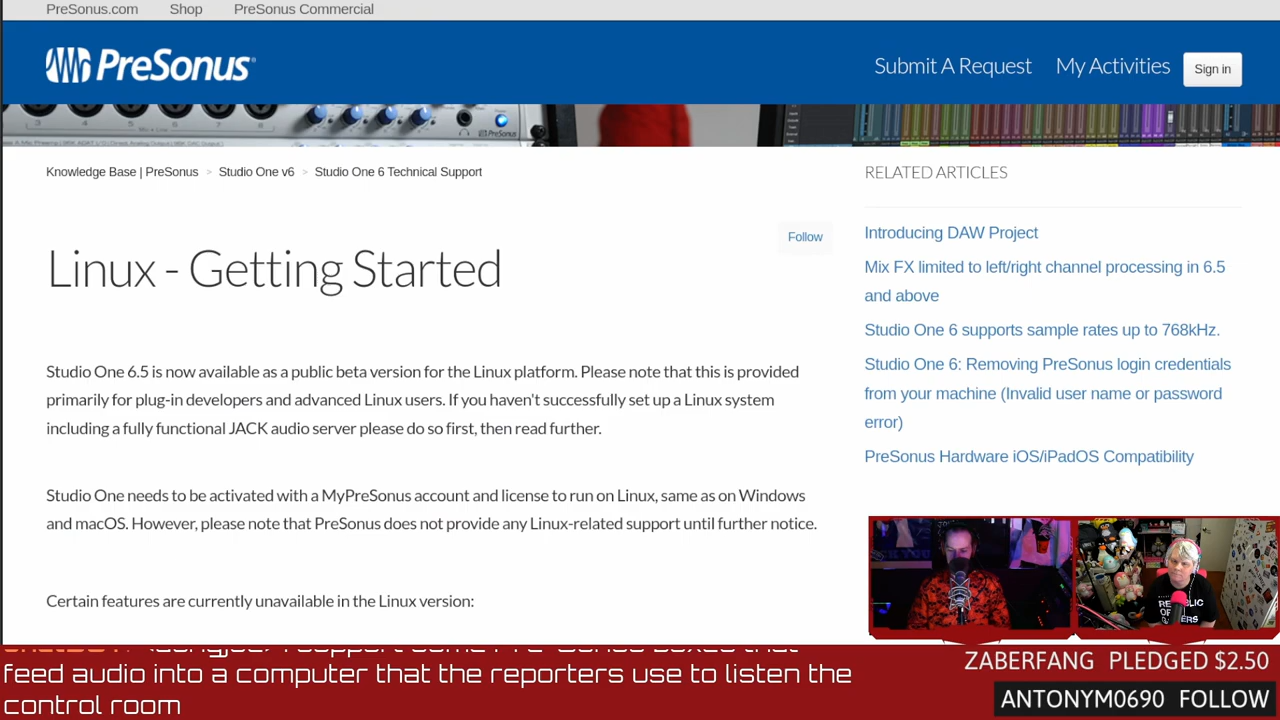 PreSonus.com Shop PreSonus Commercial
PreSonus
Submit A Request My Activities Sign in
Knowledge Base | PreSonus > Studio One v6 > Studio One 6 Technical Support
Follow
Linux - Getting Started
Studio One 6.5 is now available as a public beta version for the Linux platform. Please note that this is provided
primarily for plug-in developers and advanced Linux users. If you haven't successfully set up a Linux system
including a fully functional JACK audio server please do so first, then read further.
Studio One needs to be activated with a MyPreSonus account and license to run on Linux, same as on Windows
and macOS. However, please note that PreSonus does not provide any Linux-related support until further notice.
Certain features are currently unavailable in the Linux version:
RELATED ARTICLES
Introducing DAW Project
Mix FX limited to left/right channel processing in 6.5
and above
Studio One 6 supports sample rates up to 768kHz.
Studio One 6: Removing PreSonus login credentials
from your machine (Invalid user name or password
error)
PreSonus Hardware iOS/iPadOS Compatibility
feed audio into a computer that the reporters use to listen the
control room
ZABERFANG PLEDGED $2.50
ANTONYM0690 FOLLOW